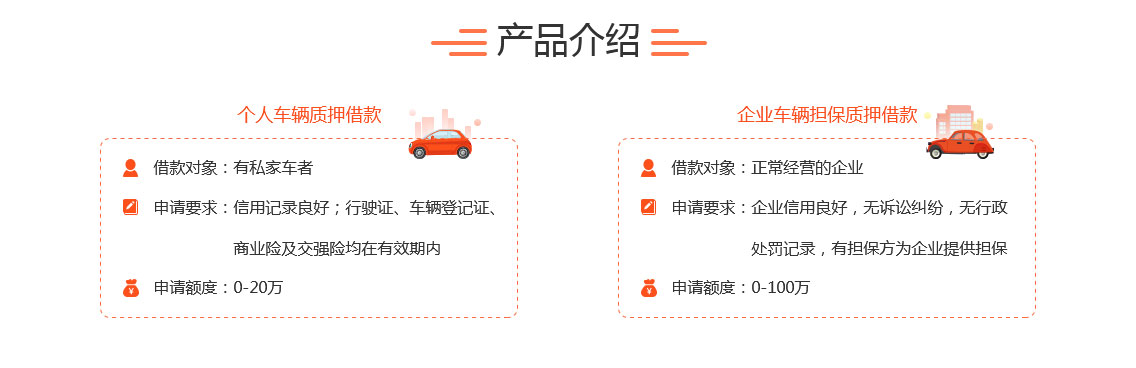 产品介绍
个人车辆质押借款
借款对象：有私家车者
申请要求：信用记录良好；行驶证、车辆登记证、
商业险及交强险均在有效期内
申请额度：0-20万
企业车辆担保质押借款
借款对象：正常经营的企业
申请要求：企业信用良好，无诉讼纠纷，无行政
处罚记录，有担保方为企业提供担保
申请额度：0-100万